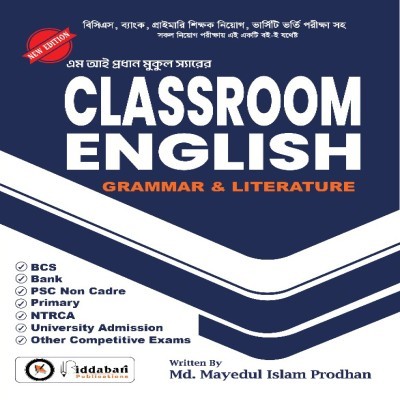 বিসিএস, ব্যাংক, প্রাইমারি শিক্ষক নিয়োগ, ভার্সিটি ভর্তি পরীক্ষা সহ
সকল নিয়োগ পরীক্ষায় এই একটি বই-ই যথেষ্ট
NEW EDITION
এম আই প্রধান মুকুল স্যারের
CLASSROOM
ENGLISH
GRAMMAR & LITERATURE
BCS
Bank
PSC Non Cadre
Primary
NTRCA
University Admission
Other Competitive Exams
Written By
Md. Mayedul Islam Prodhan
iddabari
Publications